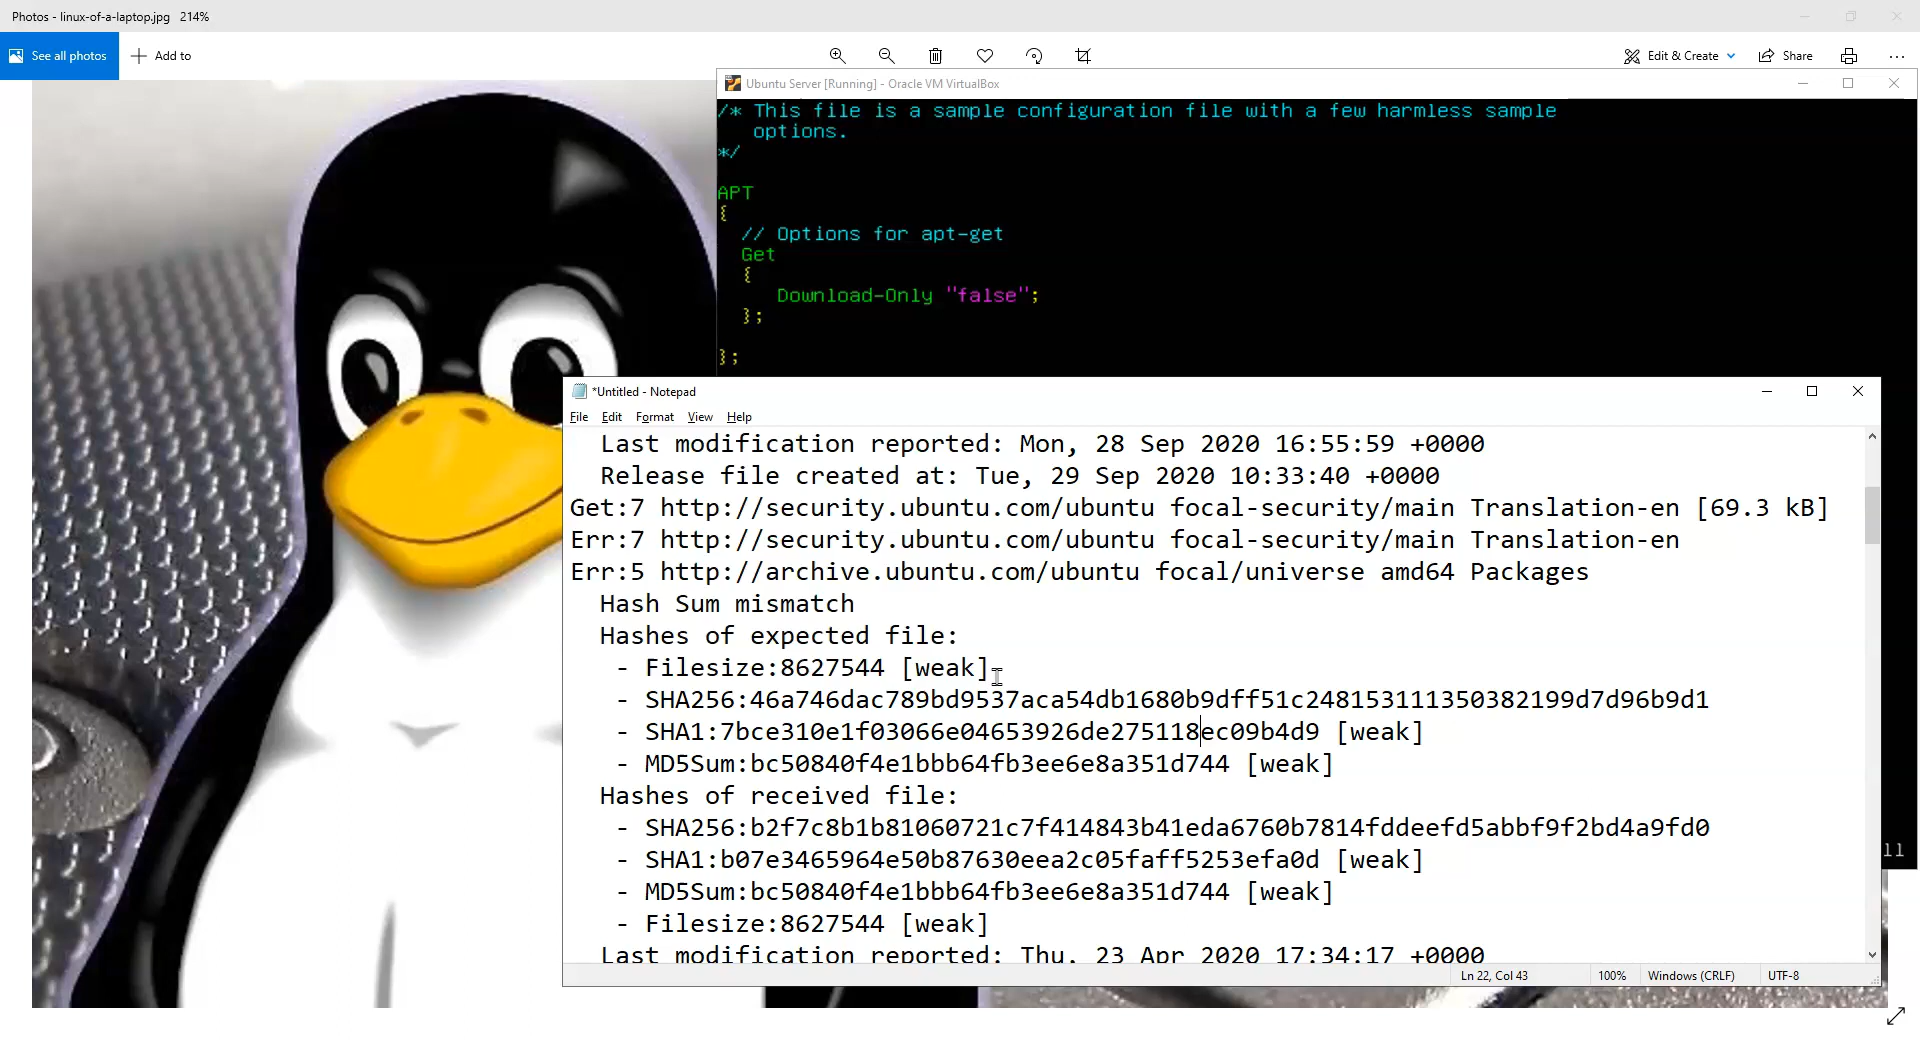 Photos - linux-of-a-laptop.jpg 214%
See all photos
Add to
Edit & Create
Share
Ubuntu Server [Running] - Oracle VM VirtualBox
/* This file is a sample configuration file with a few harmless sample
options.
*/
APT
{
// Options for apt-get
Get
{
Download-Only "false";
};
};
ll
*Untitled - Notepad
File Edit Format View Help
Last modification reported: Mon, 28 Sep 2020 16:55:59 +0000
Release file created at: Tue, 29 Sep 2020 10:33:40 +0000
Get:7 http://security.ubuntu.com/ubuntu focal-security/main Translation-en [69.3 kB]
Err:7 http://security.ubuntu.com/ubuntu focal-security/main Translation-en
Err:5 http://archive.ubuntu.com/ubuntu focal/universe amd64 Packages
Hash Sum mismatch
Hashes of expected file:
- Filesize:8627544 [weak]
- SHA256:46a746dac789bd9537aca54db1680b9dff51c248153111350382199d7d96b9d1
- SHA1:7bce310e1f03066e04653926de275118ec09b4d9 [weak]
- MD5Sum:bc50840f4e1bbb64fb3ee6e8a351d744 [weak]
Hashes of received file:
- SHA256:b2f7c8b1b81060721c7f414843b41eda6760b7814fddeefd5abbf9f2bd4a9fd0
- SHA1:b07e3465964e50b87630eea2c05faff5253efa0d [weak]
- MD5Sum:bc50840f4e1bbb64fb3ee6e8a351d744 [weak]
- Filesize:8627544 [weak]
Last modification reported: Thu, 23 Apr 2020 17:34:17 +0000
Ln 22, Col 43 100% Windows (CRLF) UTF-8